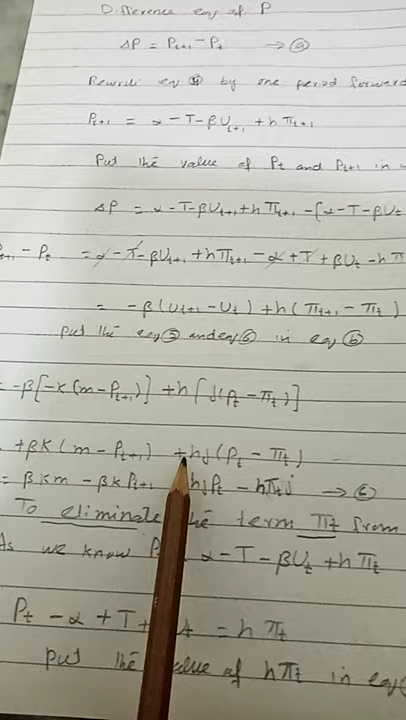 Difference eq of P
ΔP = Pt+1 − Pt → ⓐ
Rewrite eq ④ by one period forward
Pt+1 = α − T − βUt+1 + hπt+1
Put the value of Pt and Pt+1 in
ΔP = α − T − βUt+1 + hπt+1 − [α − T − βUt
− Pt = α − T − βUt+1 + hπt+1 − α + T + βUt − hπ
= −β(Ut+1 − Ut) + h(πt+1 − πt)
put the eq ⑤ and eq ⑥ in eq ⓑ
= −β[−k(m − Pt+1)] + h[j(Pt − πt)]
+βk(m − Pt+1) + hj(Pt − πt)
= βkm − βkPt+1 hjPt − hπtj → ⓒ
To eliminate the term πt from
As we know P α − T − βUt + hπt
Pt − α + T + = hπt
put the value of hπt in eq